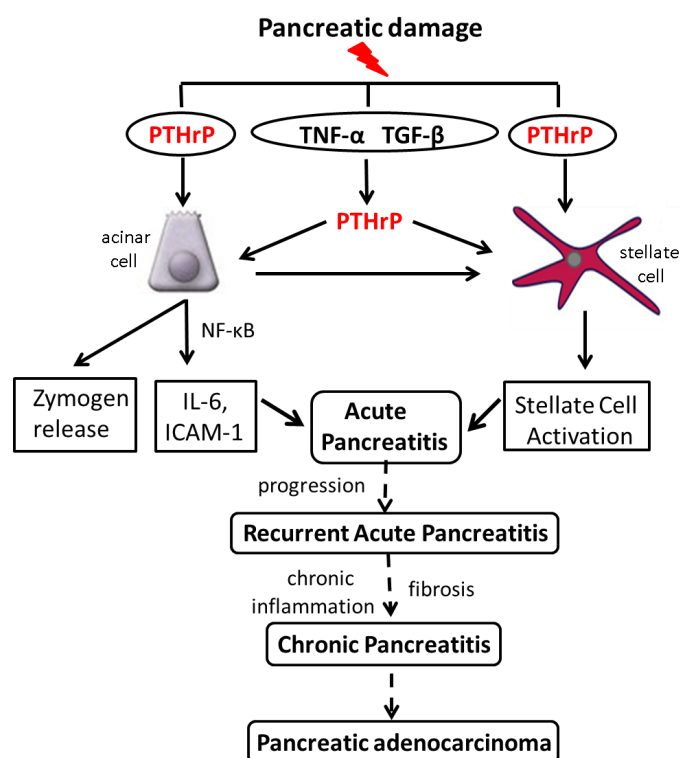 Pancreatic damage
PTHrP
TNF-α TGF-β
PTHrP
PTHrP
acinar
cell
stellate
cell
NF-κB
Zymogen
release
IL-6,
ICAM-1
Acute
Pancreatitis
Stellate Cell
Activation
progression
Recurrent Acute Pancreatitis
chronic
inflammation
fibrosis
Chronic Pancreatitis
Pancreatic adenocarcinoma